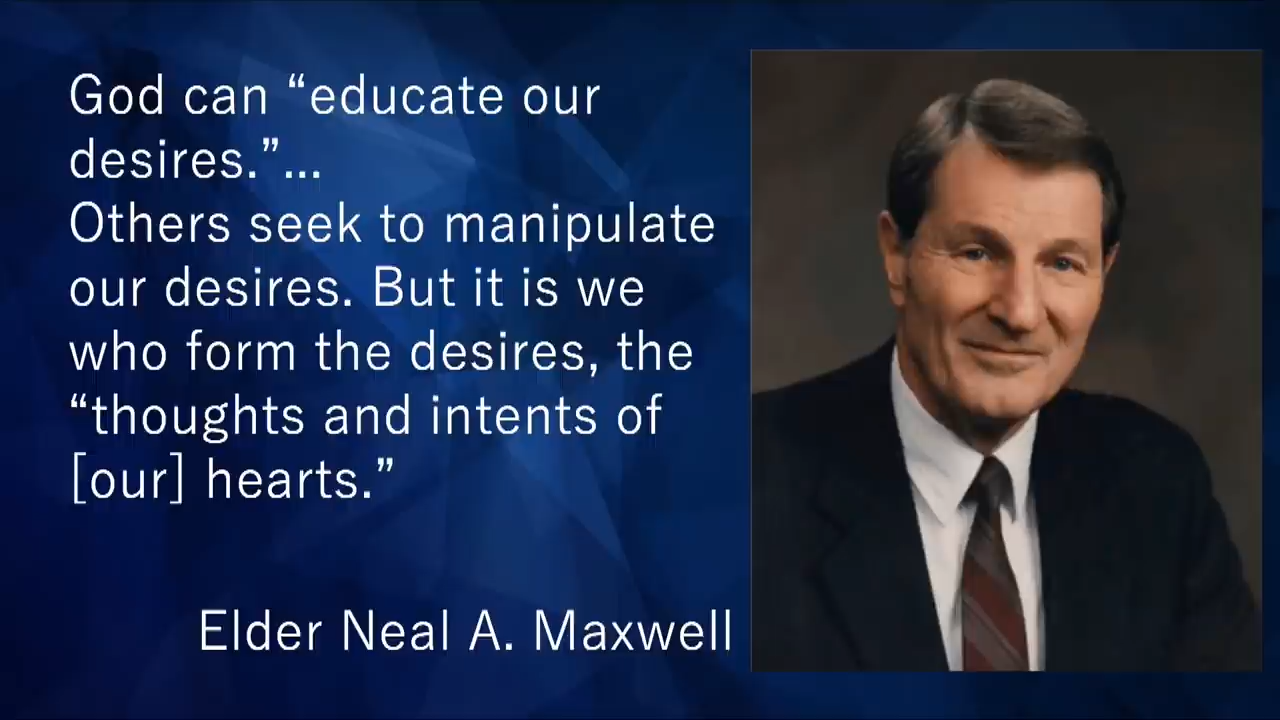 God can “educate our
desires.”...
Others seek to manipulate
our desires. But it is we
who form the desires, the
“thoughts and intents of
[our] hearts.”
Elder Neal A. Maxwell